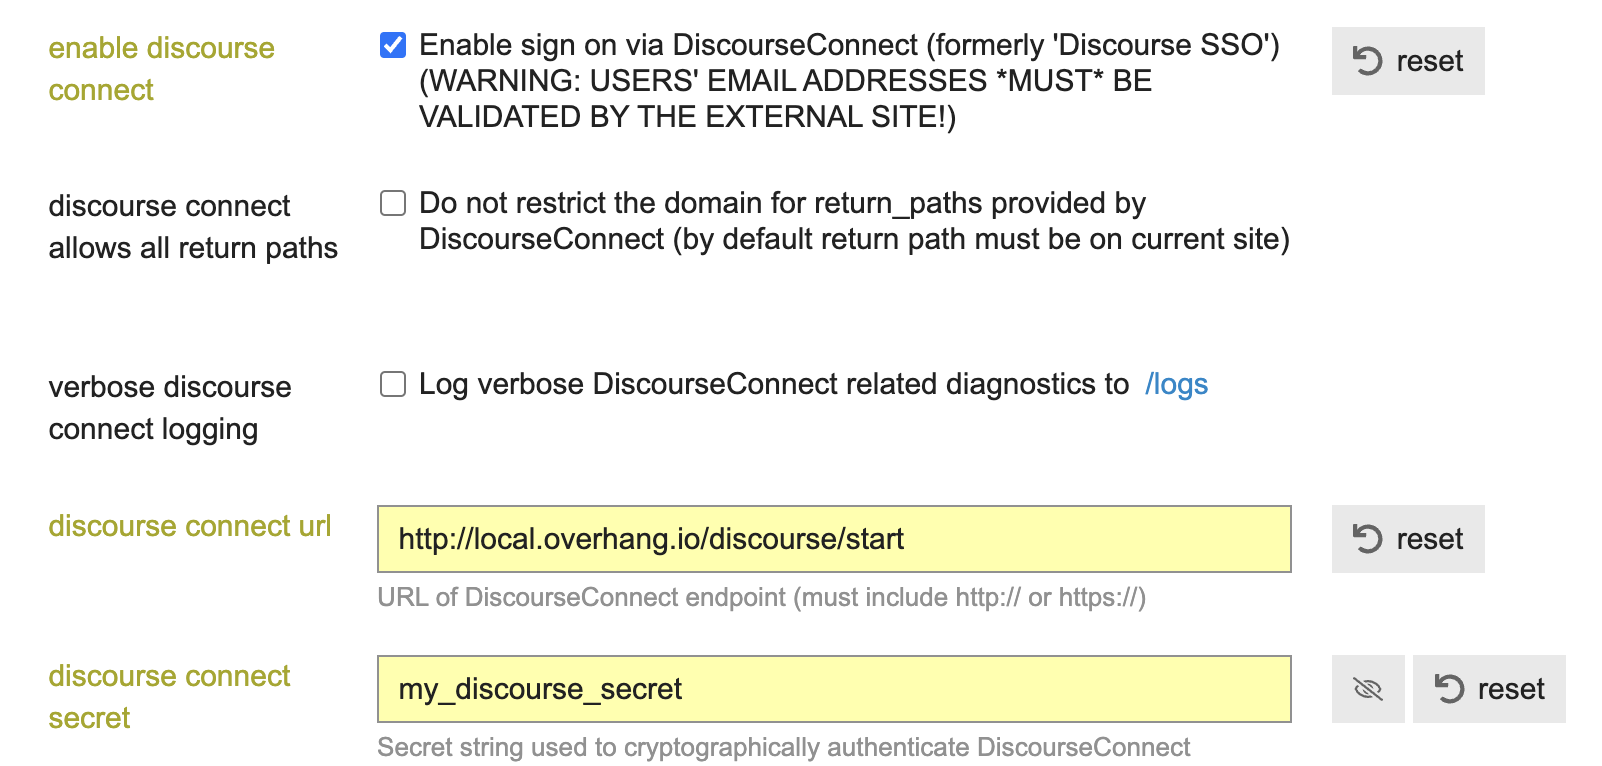 enable discourse
connect
Enable sign on via DiscourseConnect (formerly 'Discourse SSO')
(WARNING: USERS' EMAIL ADDRESSES *MUST* BE
VALIDATED BY THE EXTERNAL SITE!)
reset
discourse connect
allows all return paths
Do not restrict the domain for return_paths provided by
DiscourseConnect (by default return path must be on current site)
verbose discourse
connect logging
Log verbose DiscourseConnect related diagnostics to /logs
discourse connect url
http://local.overhang.io/discourse/start
reset
URL of DiscourseConnect endpoint (must include http:// or https://)
discourse connect
secret
my_discourse_secret
reset
Secret string used to cryptographically authenticate DiscourseConnect